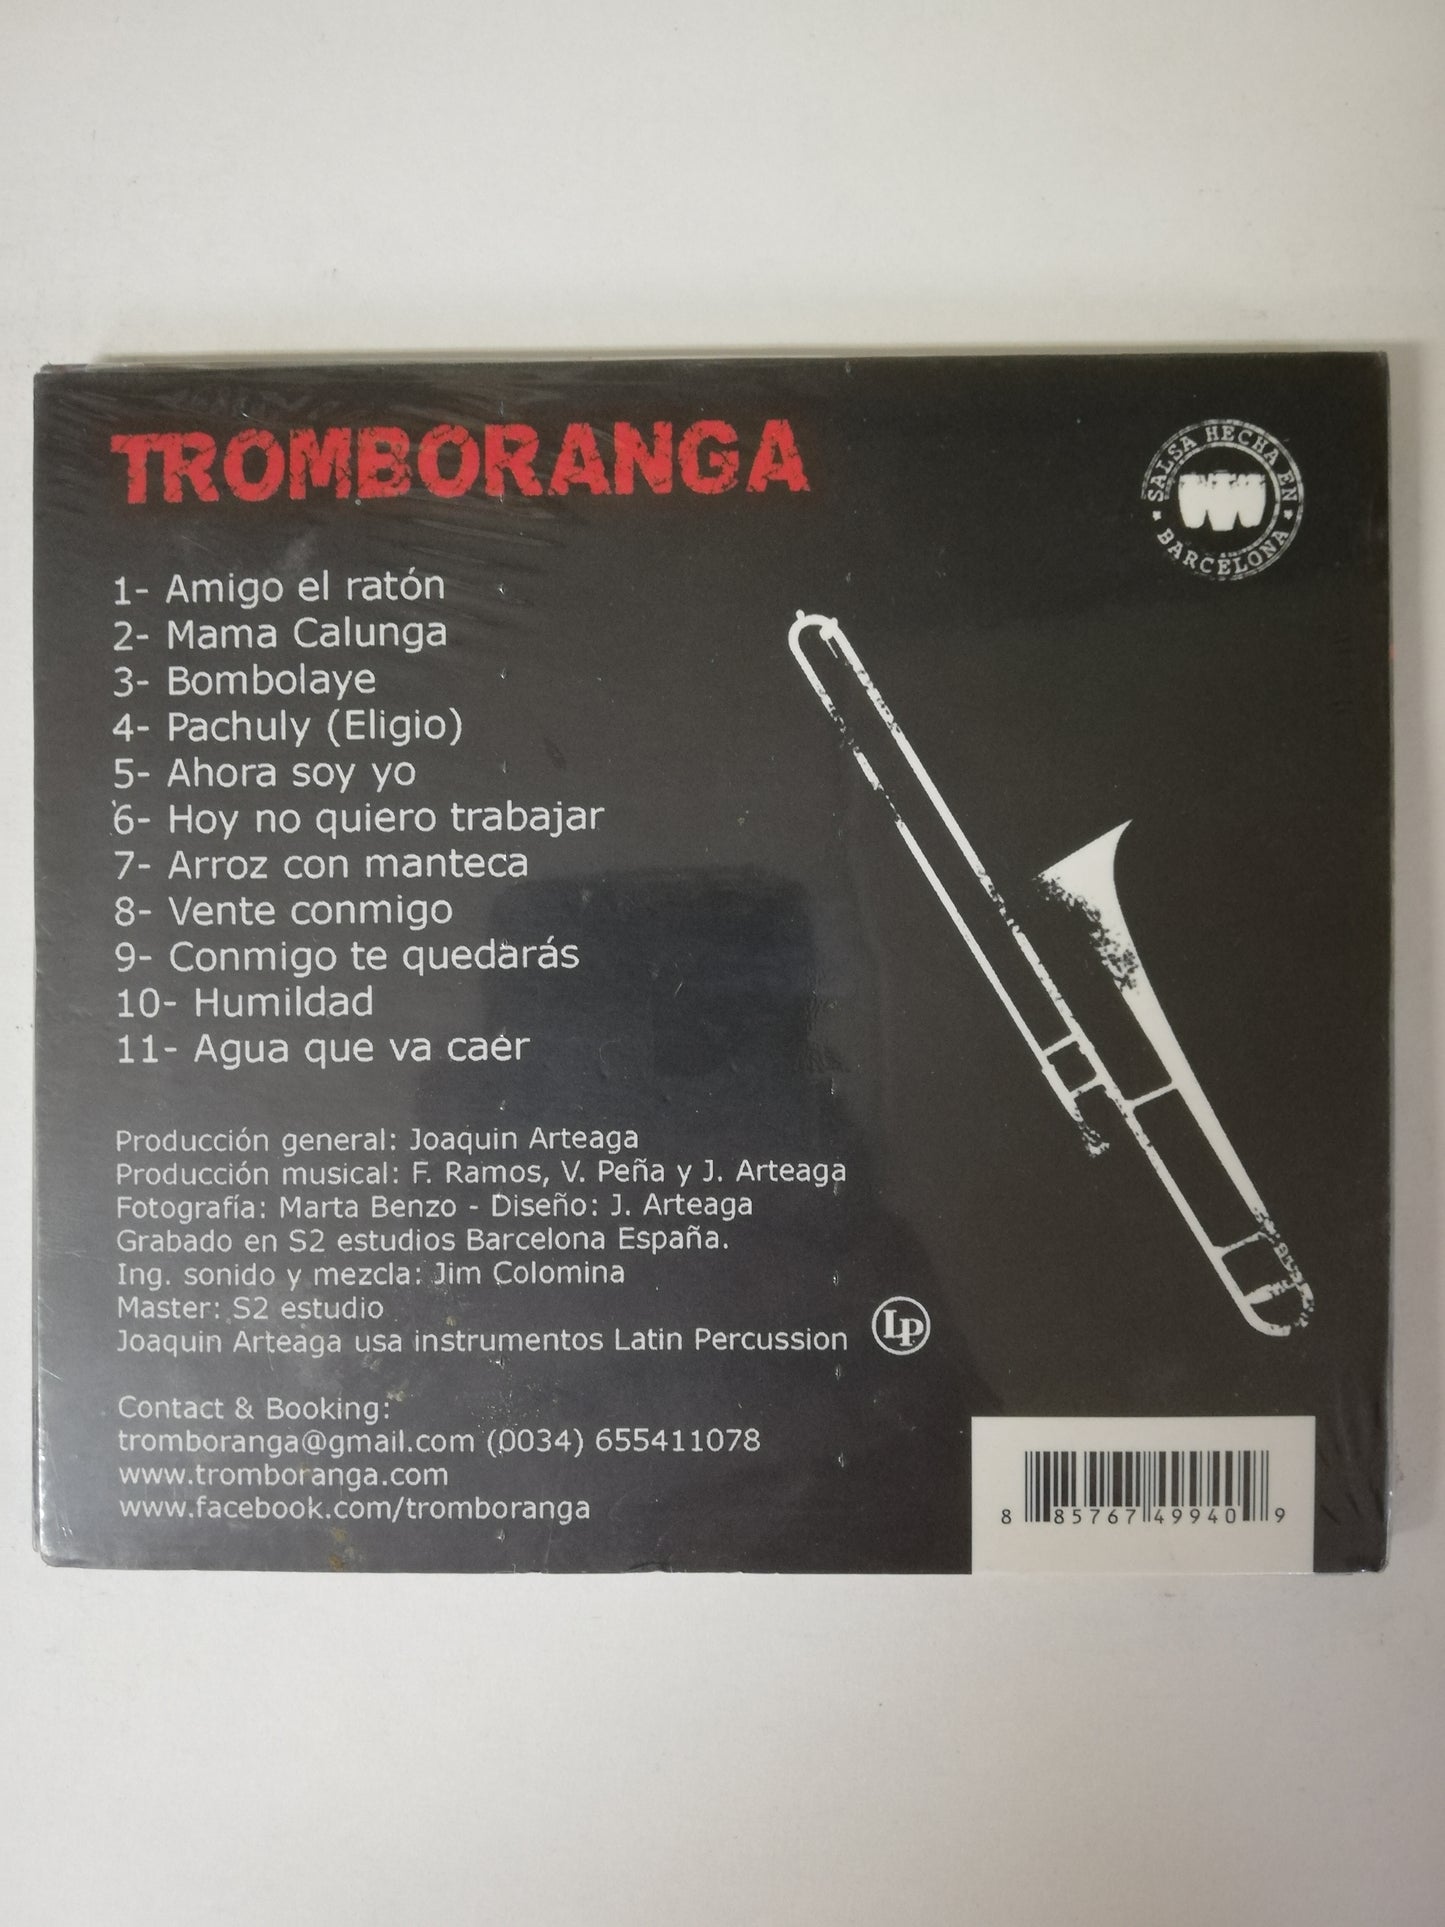 TROMBORANGA
SALSA HECHA EN
BARCELONA
1- Amigo el ratón
2- Mama Calunga
3- Bombolaye
4- Pachuly (Eligio)
5- Ahora soy yo
6- Hoy no quiero trabajar
7- Arroz con manteca
8- Vente conmigo
9- Conmigo te quedarás
10- Humildad
11- Agua que va caer
Producción general: Joaquin Arteaga
Producción musical: F. Ramos, V. Peña y J. Arteaga
Fotografía: Marta Benzo - Diseño: J. Arteaga
Grabado en S2 estudios Barcelona España.
Ing. sonido y mezcla: Jim Colomina
Master: S2 estudio
Joaquin Arteaga usa instrumentos Latin Percussion
LP
Contact & Booking:
tromboranga@gmail.com (0034) 655411078
www.tromboranga.com
www.facebook.com/tromboranga
8 85767 49940 9